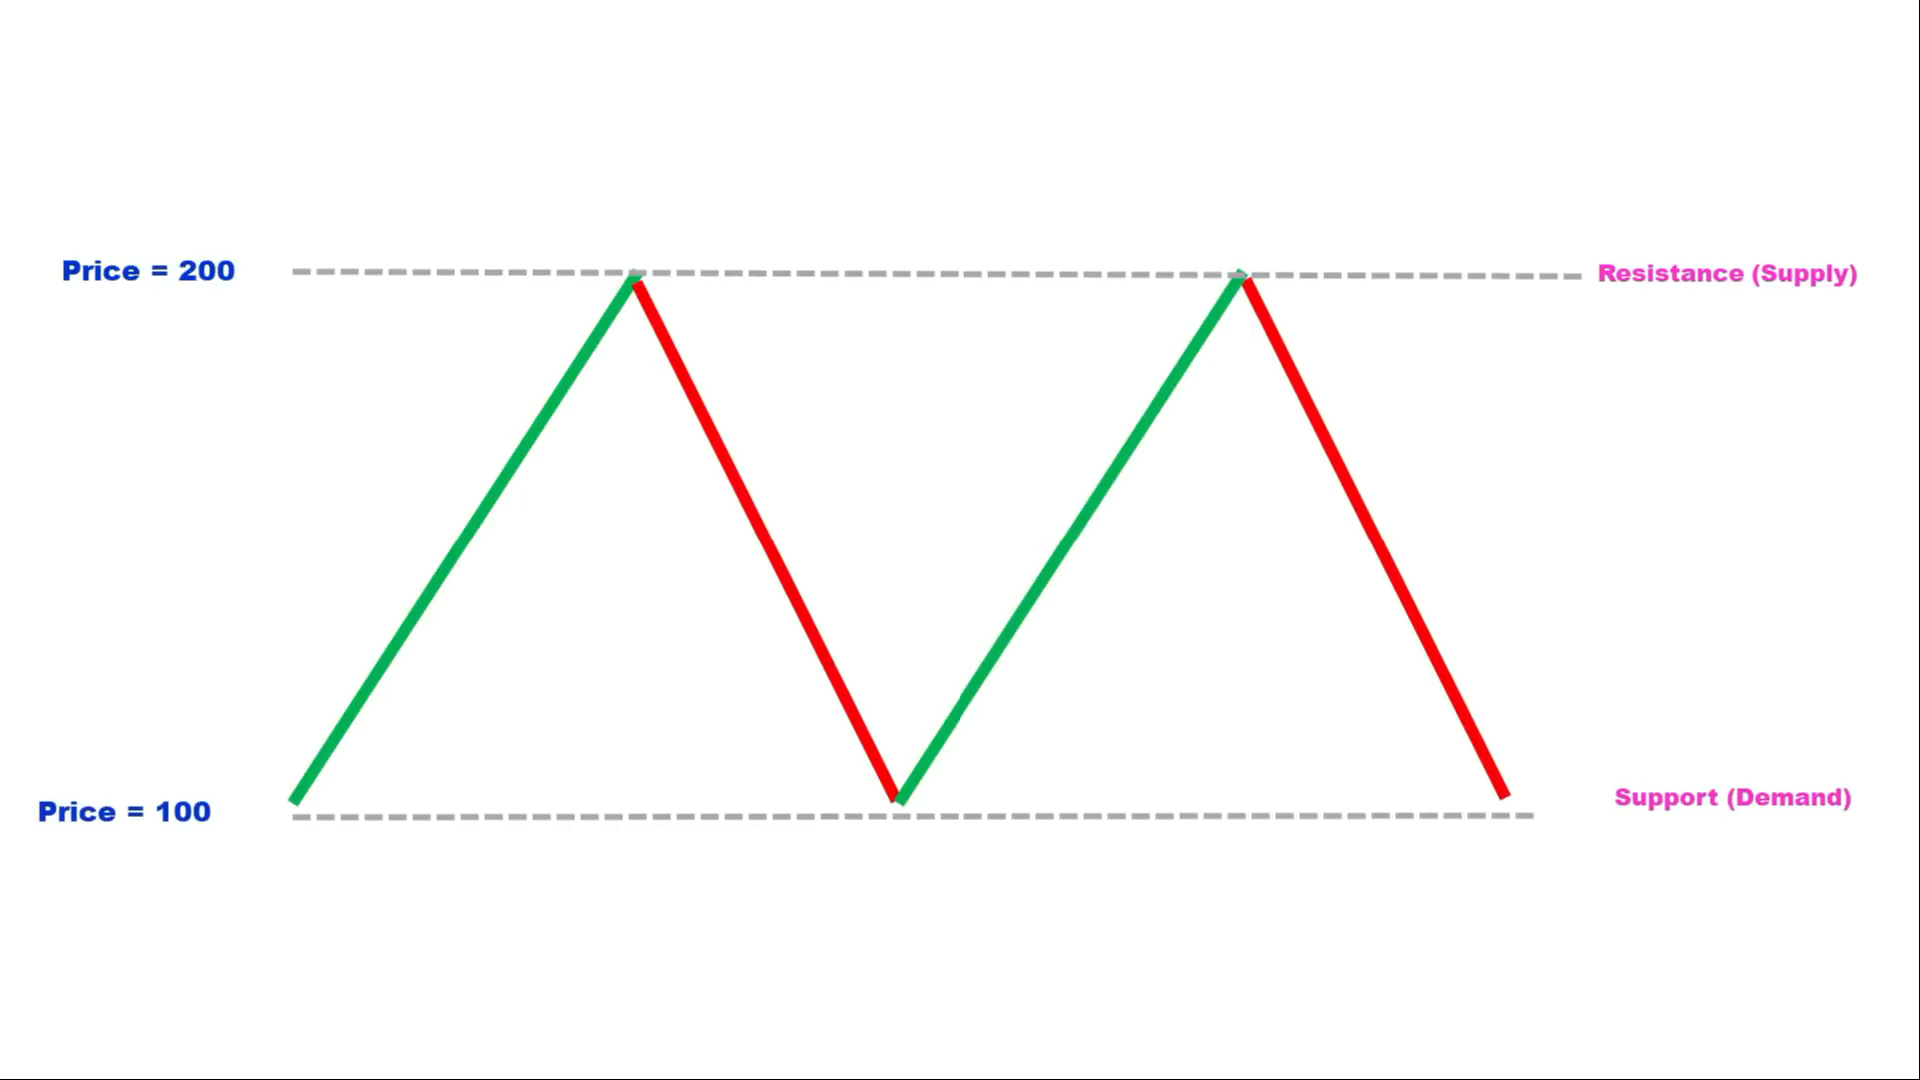 Price = 200
Resistance (Supply)
Price = 100
Support (Demand)